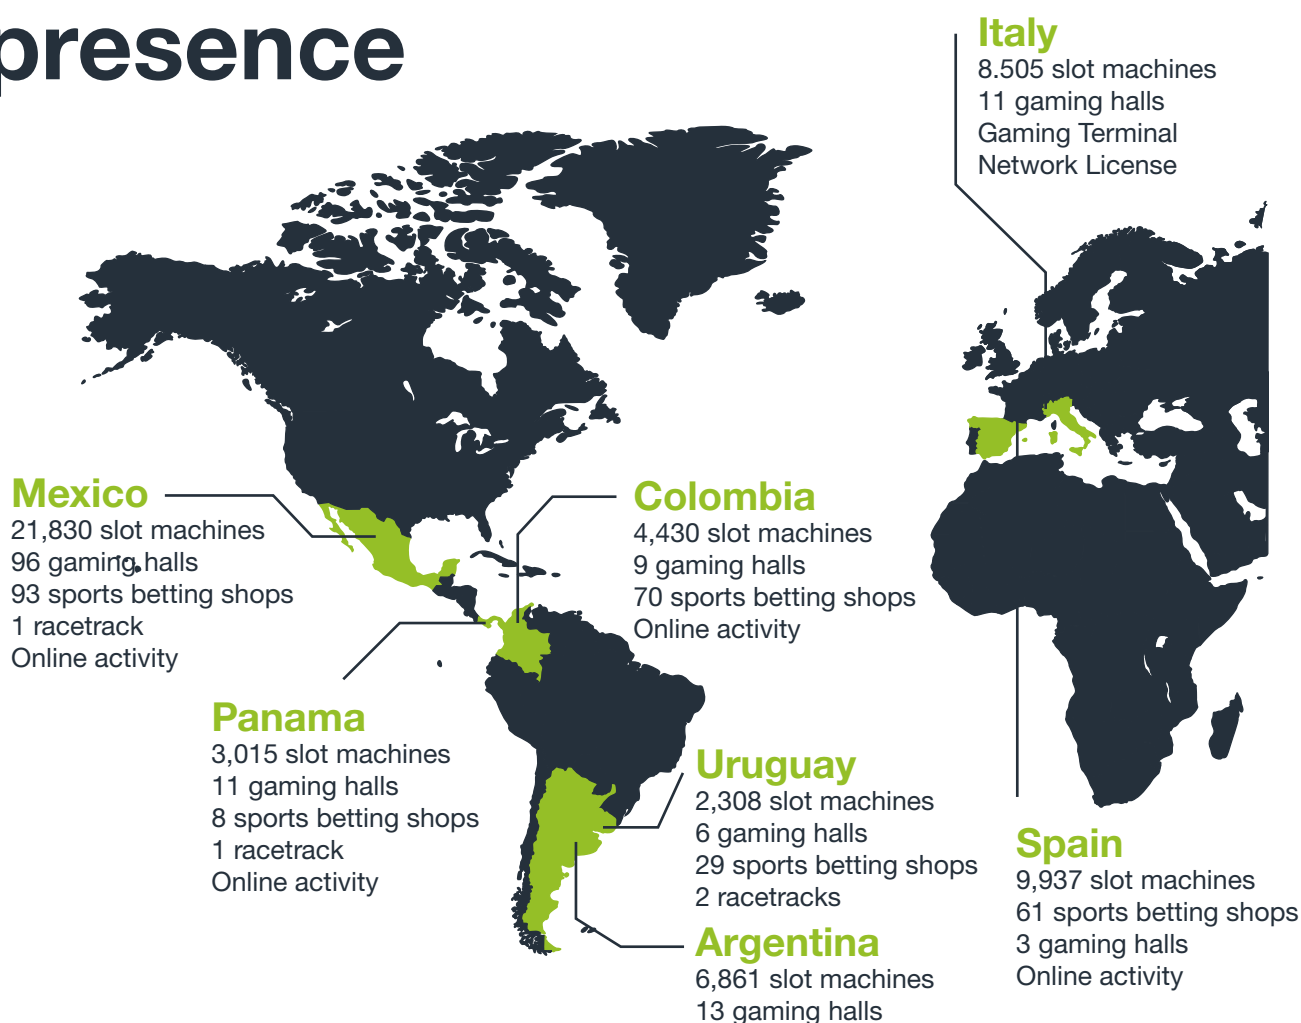 presence
Italy
8.505 slot machines
11 gaming halls
Gaming Terminal
Network License
Mexico
21,830 slot machines
96 gaming halls
93 sports betting shops
1 racetrack
Online activity
Colombia
4,430 slot machines
9 gaming halls
70 sports betting shops
Online activity
Panama
3,015 slot machines
11 gaming halls
8 sports betting shops
1 racetrack
Online activity
Uruguay
2,308 slot machines
6 gaming halls
29 sports betting shops
2 racetracks
Argentina
6,861 slot machines
13 gaming halls
Spain
9,937 slot machines
61 sports betting shops
3 gaming halls
Online activity